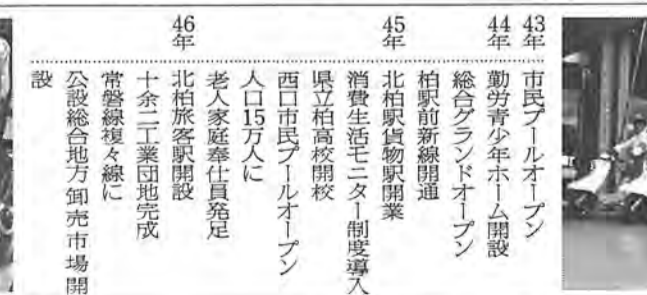 43年 市民プールオープン
44年 勤労青少年ホーム開設
総合グランドオープン
柏駅前新線開通
45年 北柏駅貨物駅開業
消費生活モニター制度導入
県立柏高校開校
西口市民プールオープン
人口15万人に
老人家庭奉仕員発足
46年 北柏旅客駅開設
十余二工業団地完成
常磐線複々線に
公設総合地方卸売市場開
設